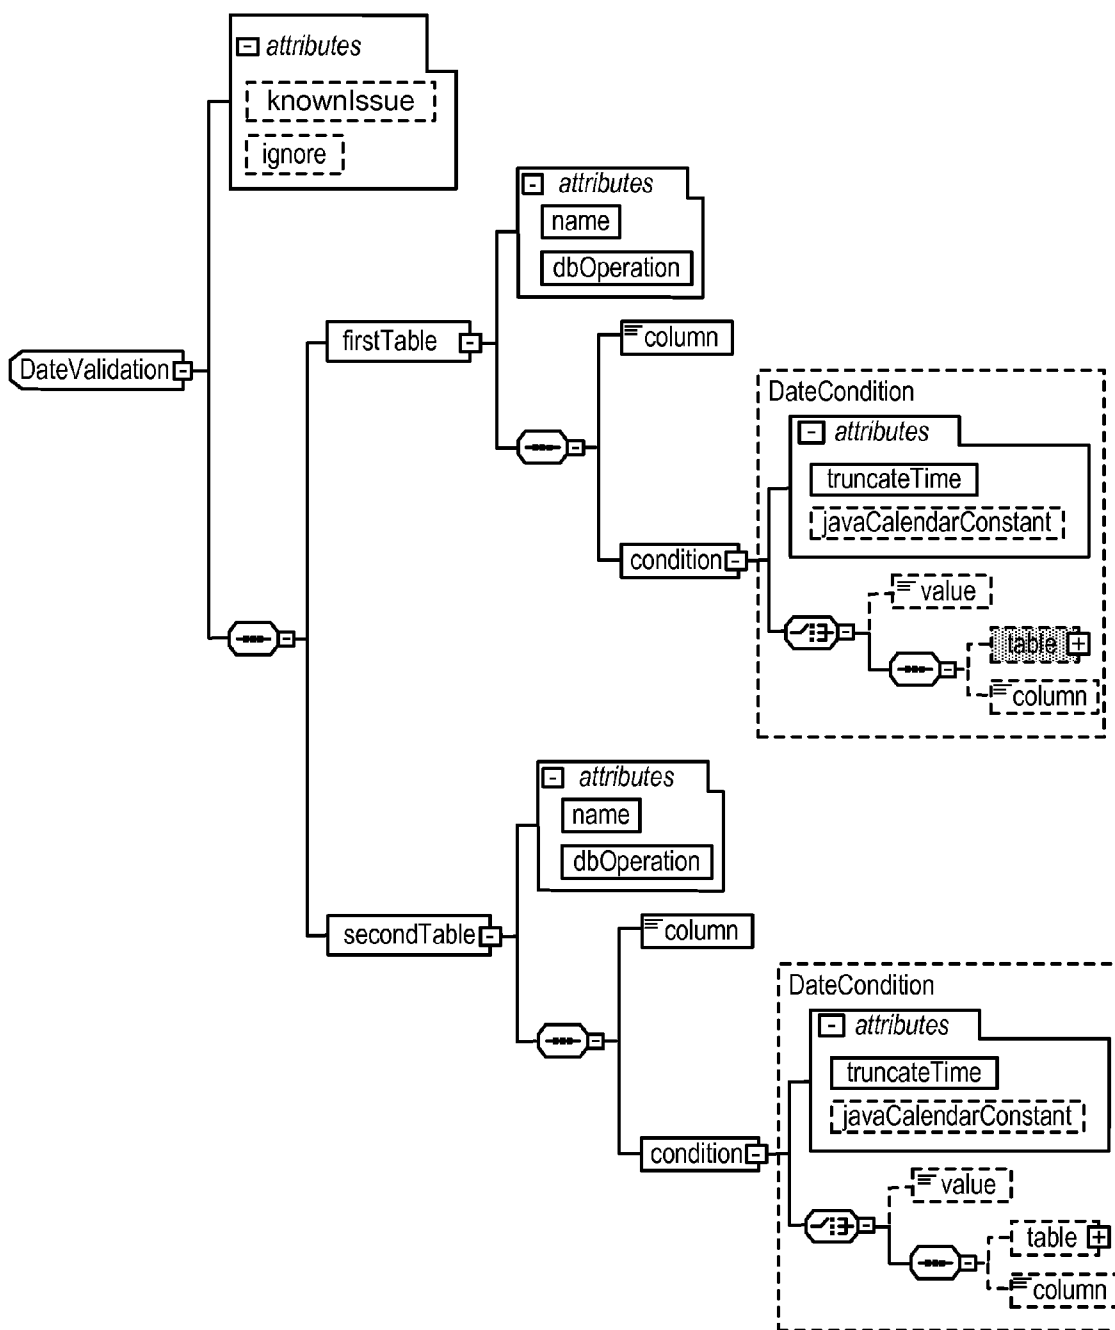 attributes
knownIssue
ignore
attributes
name
dbOperation
DateValidation
firstTable
column
DateCondition
attributes
truncateTime
javaCalendarConstant
condition
value
table
column
attributes
name
dbOperation
secondTable
column
DateCondition
attributes
truncateTime
javaCalendarConstant
condition
value
table
column